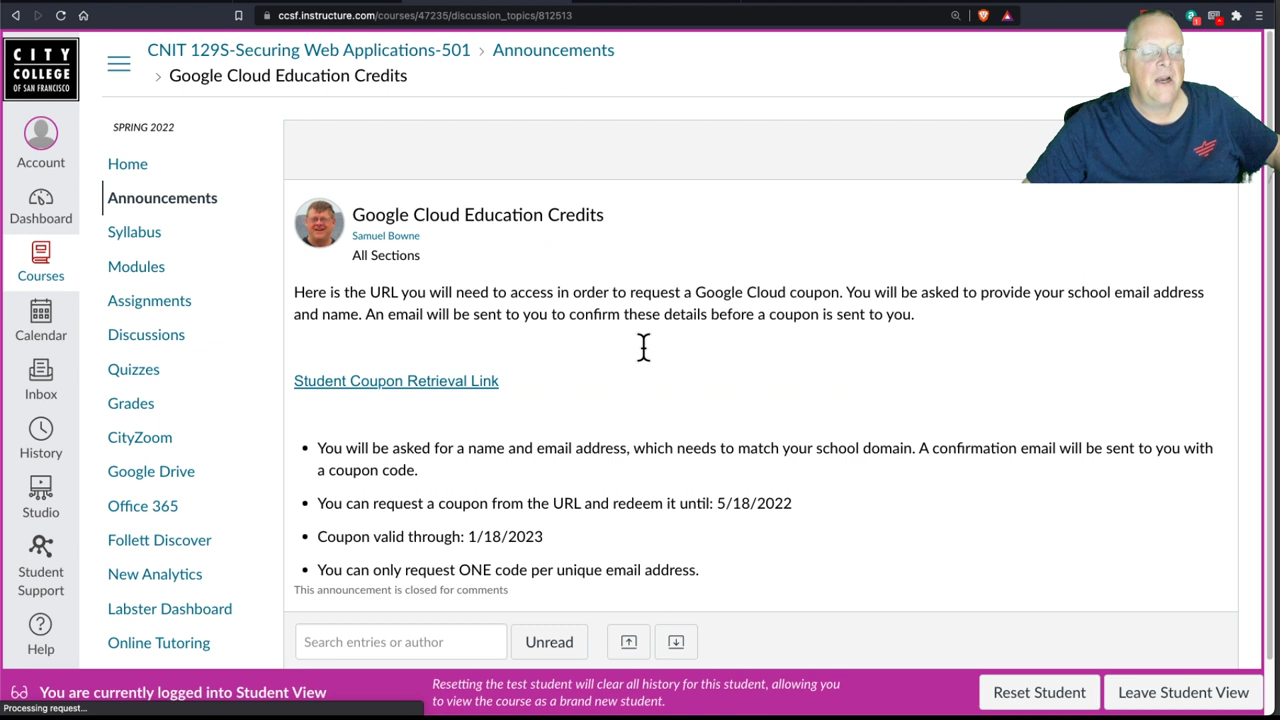 ccsf.instructure.com/courses/47235/discussion_topics/812513
CITY
COLLEGE
OF SAN FRANCISCO
CNIT 129S-Securing Web Applications-501 › Announcements
› Google Cloud Education Credits
Account
Dashboard
Courses
Calendar
Inbox
History
Studio
Student
Support
Help
SPRING 2022
Home
Announcements
Syllabus
Modules
Assignments
Discussions
Quizzes
Grades
CityZoom
Google Drive
Office 365
Follett Discover
New Analytics
Labster Dashboard
Online Tutoring
Google Cloud Education Credits
Samuel Bowne
All Sections
Here is the URL you will need to access in order to request a Google Cloud coupon. You will be asked to provide your school email address
and name. An email will be sent to you to confirm these details before a coupon is sent to you.
Student Coupon Retrieval Link
• You will be asked for a name and email address, which needs to match your school domain. A confirmation email will be sent to you with
a coupon code.
• You can request a coupon from the URL and redeem it until: 5/18/2022
• Coupon valid through: 1/18/2023
• You can only request ONE code per unique email address.
This announcement is closed for comments
Search entries or author
Unread
You are currently logged into Student View
Resetting the test student will clear all history for this student, allowing you
to view the course as a brand new student.
Reset Student
Leave Student View
Processing request...